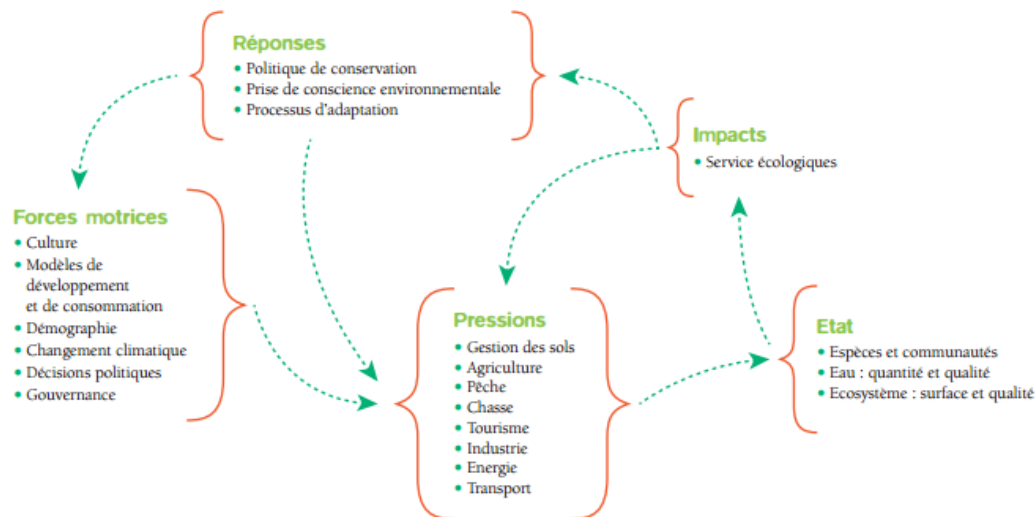 Réponses
• Politique de conservation
• Prise de conscience environnementale
• Processus d'adaptation
Impacts
• Service écologiques
Forces motrices
• Culture
• Modèles de
développement
et de consommation
• Démographie
• Changement climatique
• Décisions politiques
• Gouvernance
Pressions
• Gestion des sols
• Agriculture
• Pêche
• Chasse
• Tourisme
• Industrie
• Energie
• Transport
Etat
• Espèces et communautés
• Eau : quantité et qualité
• Ecosystème : surface et qualité